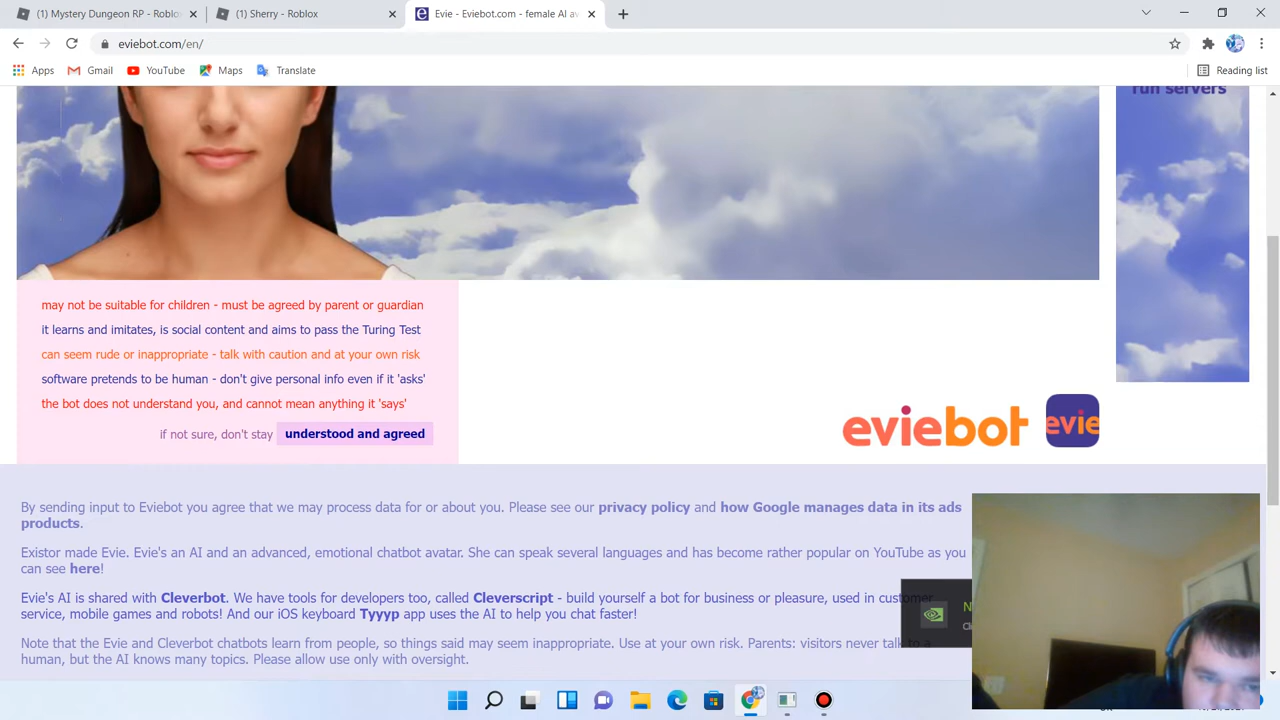 (1) Mystery Dungeon RP - Roblo
(1) Sherry - Roblox
Evie - Eviebot.com - female AI av
eviebot.com/en/
Apps
Gmail
YouTube
Maps
Translate
Reading list
fun servers
may not be suitable for children - must be agreed by parent or guardian
it learns and imitates, is social content and aims to pass the Turing Test
can seem rude or inappropriate - talk with caution and at your own risk
software pretends to be human - don't give personal info even if it 'asks'
the bot does not understand you, and cannot mean anything it 'says'
if not sure, don't stay understood and agreed
eviebot
evie
By sending input to Eviebot you agree that we may process data for or about you. Please see our privacy policy and how Google manages data in its ads
products.
Existor made Evie. Evie's an AI and an advanced, emotional chatbot avatar. She can speak several languages and has become rather popular on YouTube as you
can see here!
Evie's AI is shared with Cleverbot. We have tools for developers too, called Cleverscript - build yourself a bot for business or pleasure, used in customer
service, mobile games and robots! And our iOS keyboard Tyyyp app uses the AI to help you chat faster!
Note that the Evie and Cleverbot chatbots learn from people, so things said may seem inappropriate. Use at your own risk. Parents: visitors never talk to a
human, but the AI knows many topics. Please allow use only with oversight.